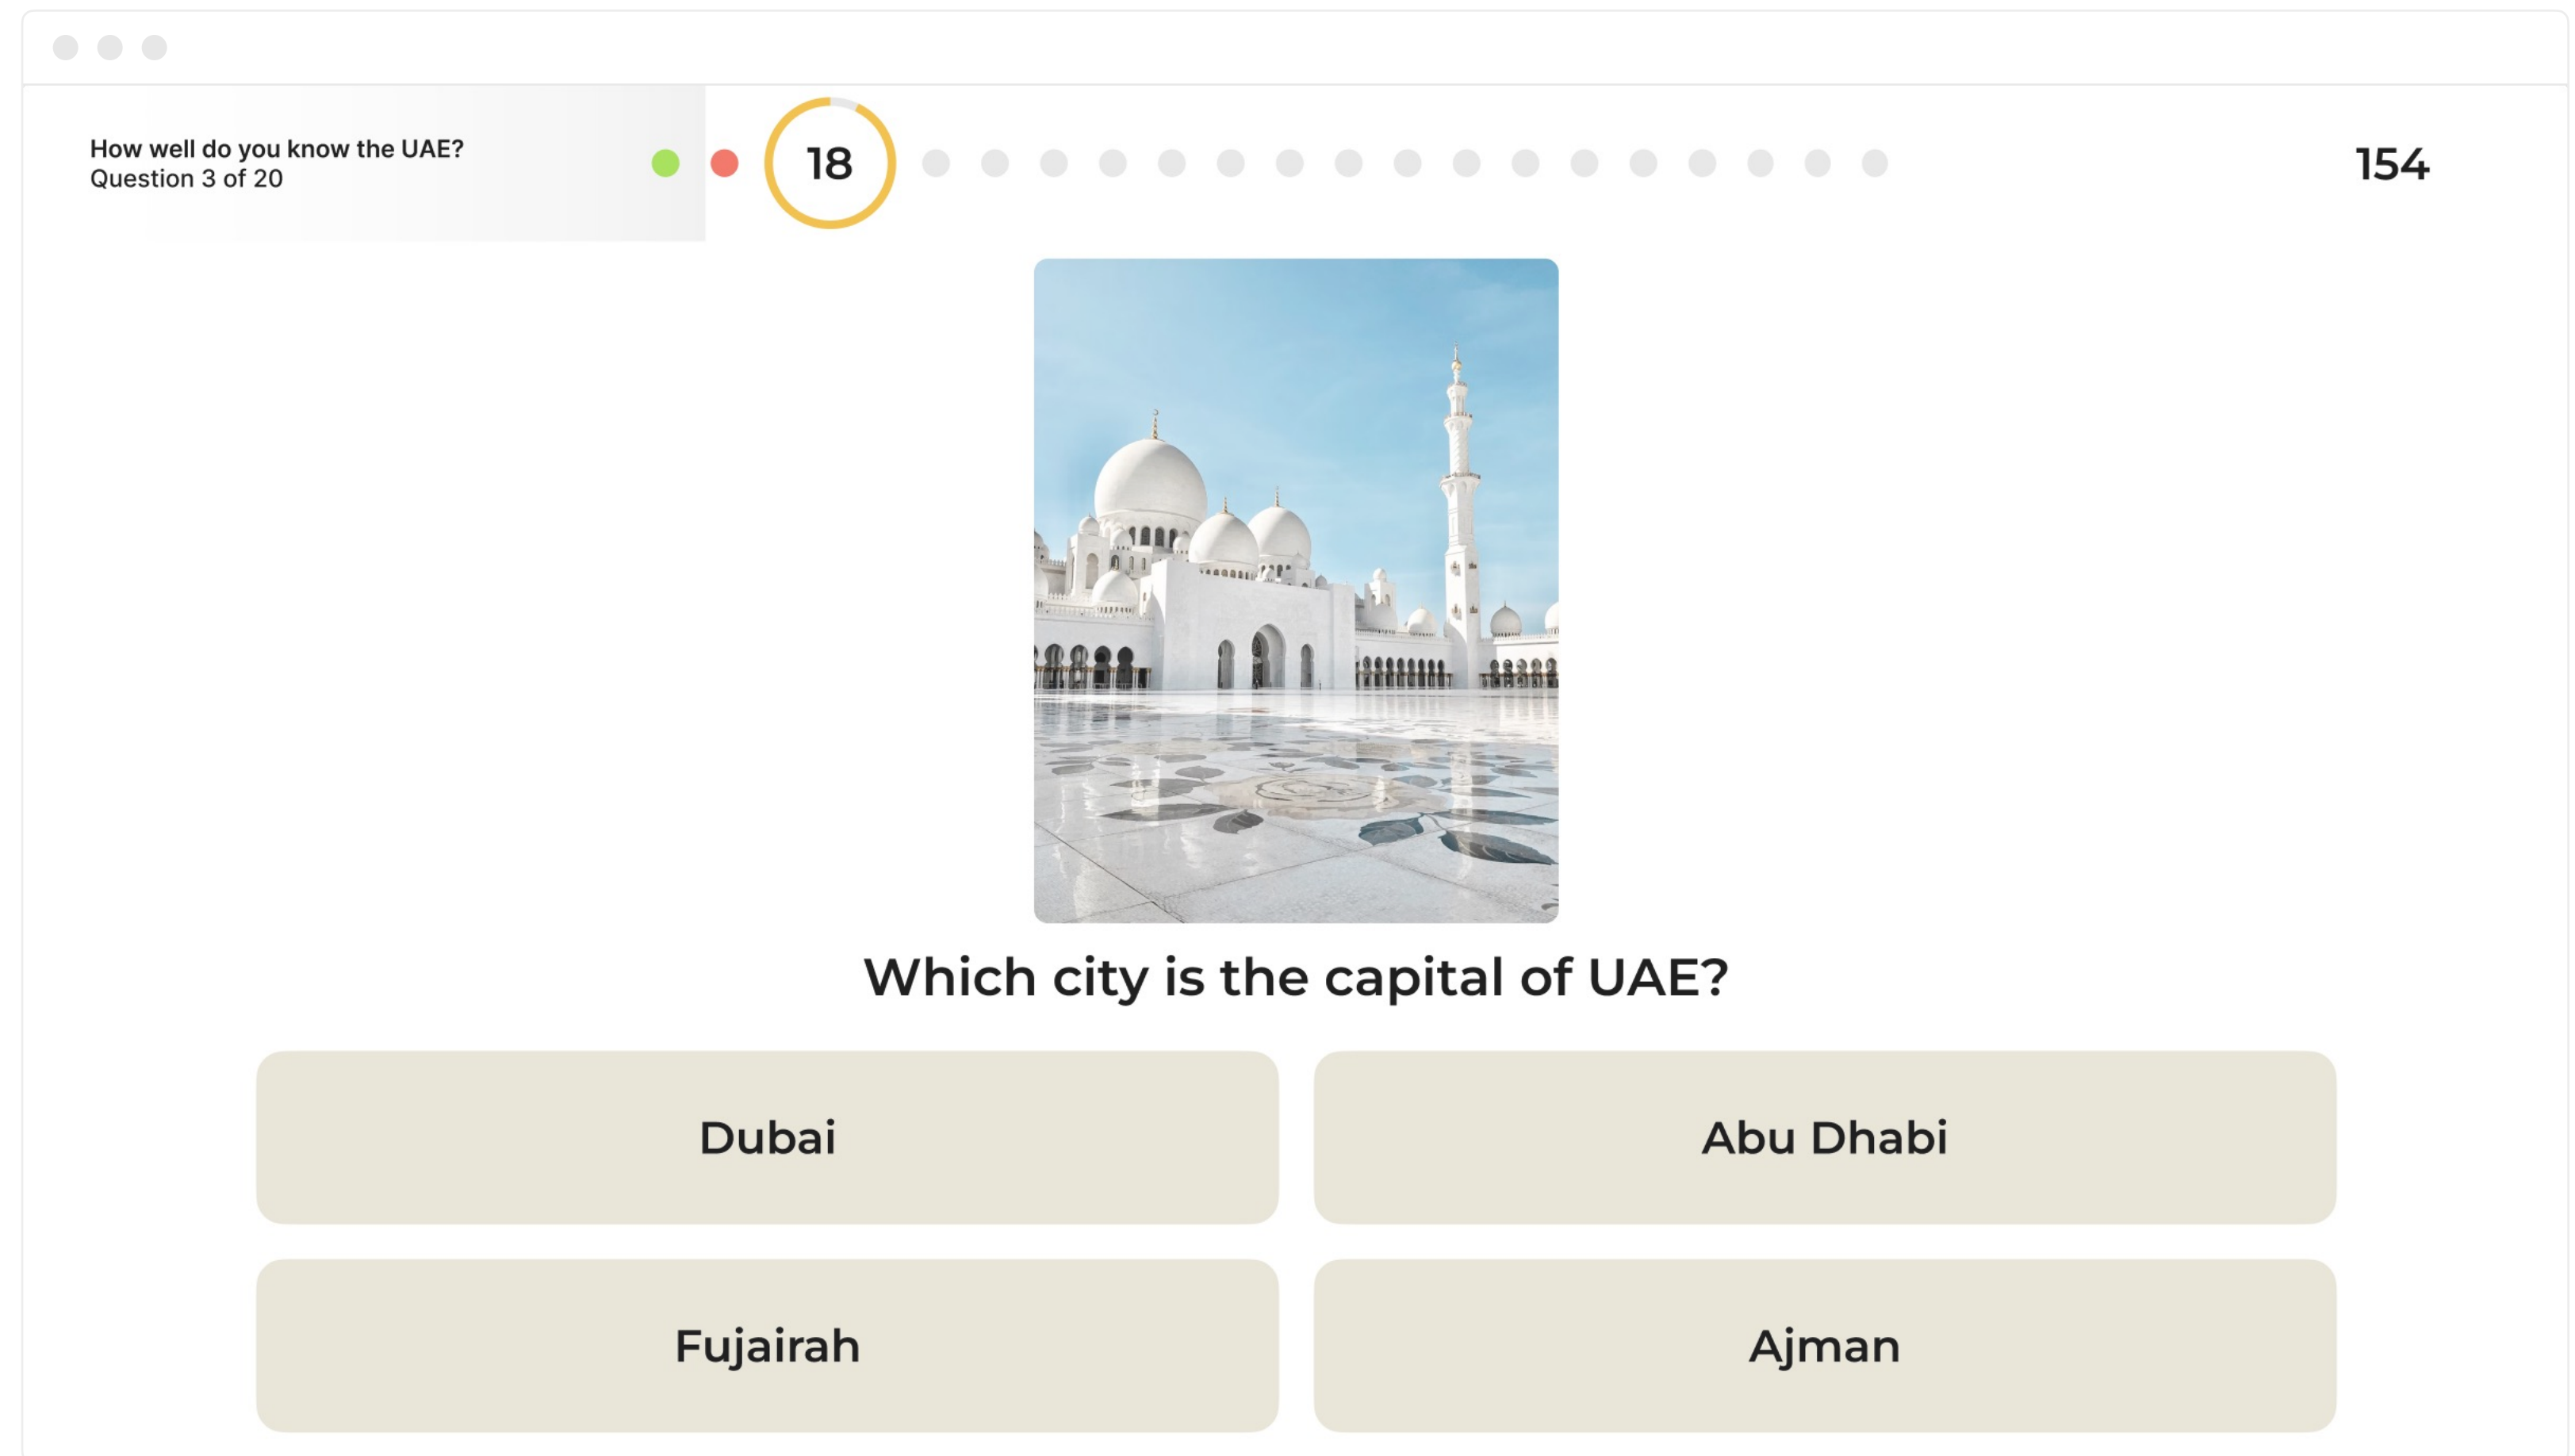 How well do you know the UAE?
Question 3 of 20
18
154
Which city is the capital of UAE?
Dubai
Abu Dhabi
Fujairah
Ajman